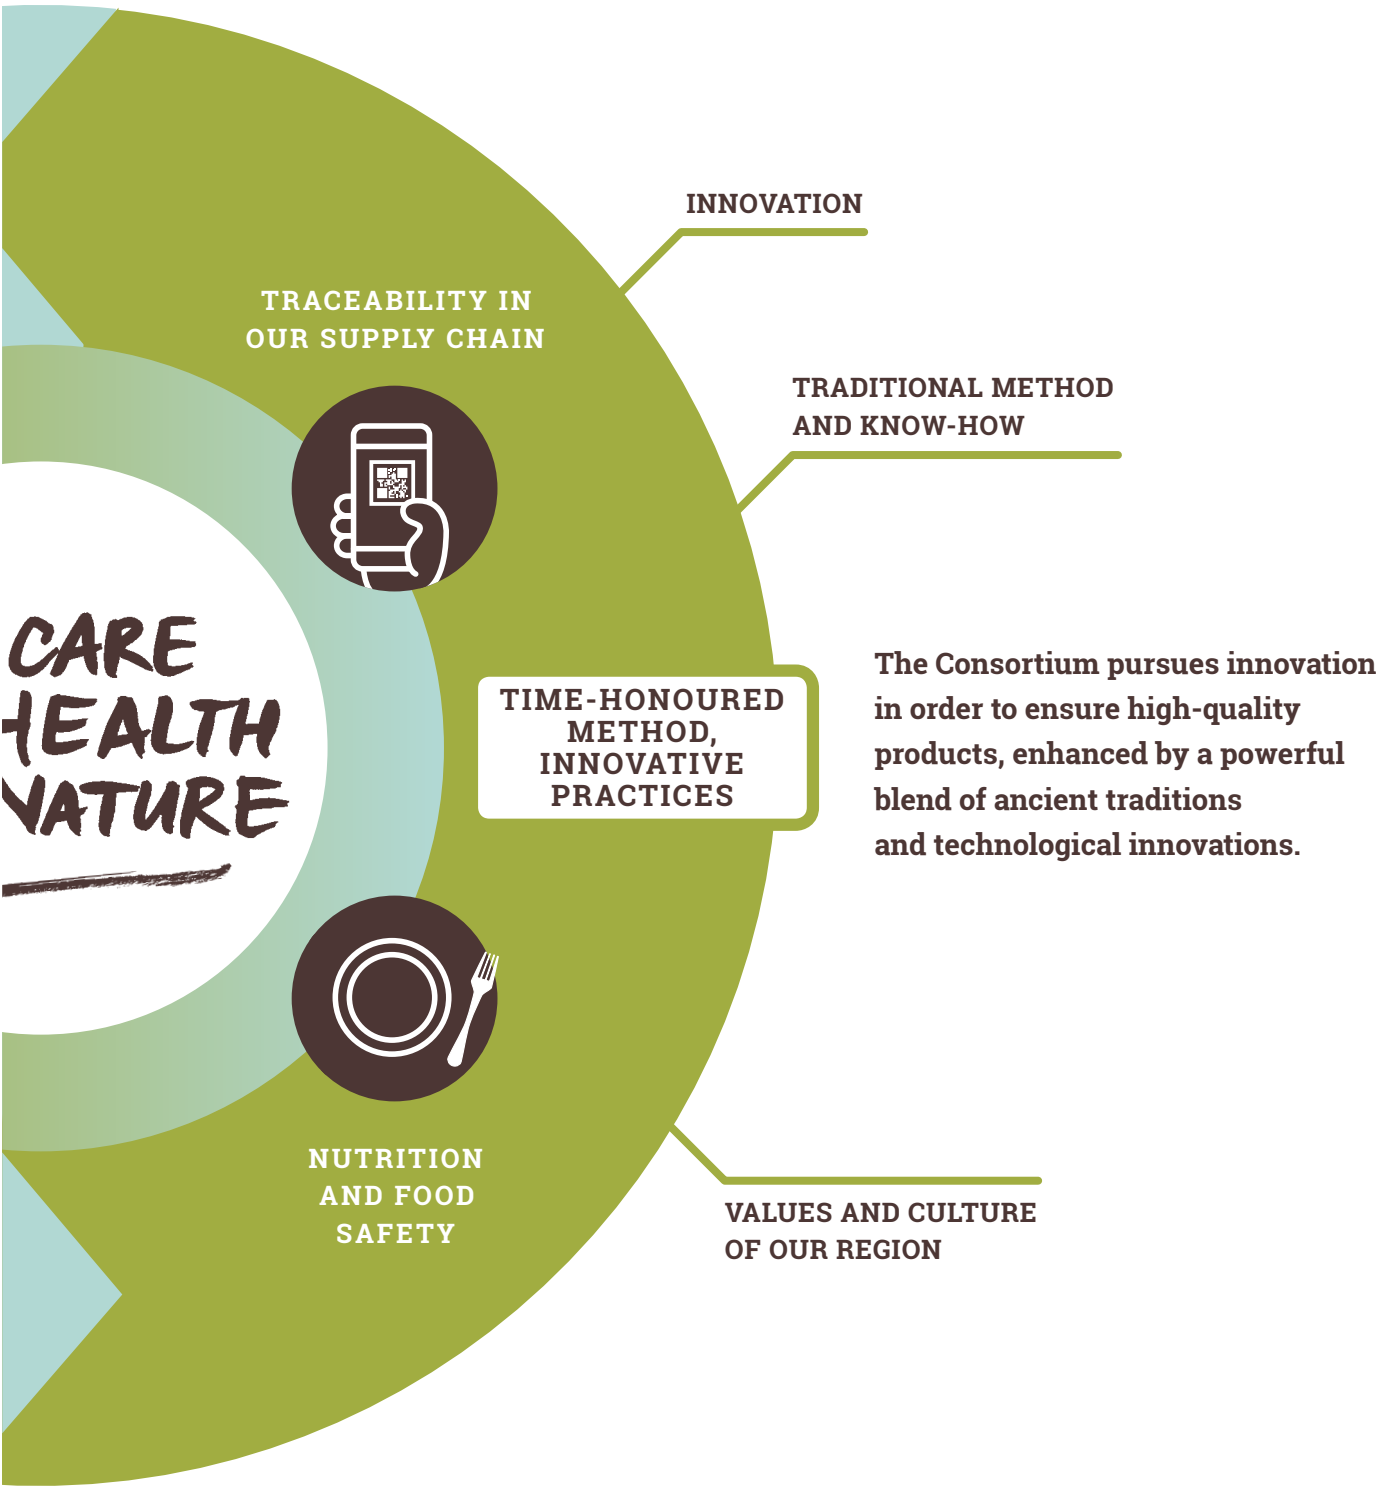 INNOVATION
TRACEABILITY IN
OUR SUPPLY CHAIN
TRADITIONAL METHOD
AND KNOW-HOW
CARE
HEALTH
NATURE
TIME-HONOURED
METHOD,
INNOVATIVE
PRACTICES
The Consortium pursues innovation
in order to ensure high-quality
products, enhanced by a powerful
blend of ancient traditions
and technological innovations.
NUTRITION
AND FOOD
SAFETY
VALUES AND CULTURE
OF OUR REGION